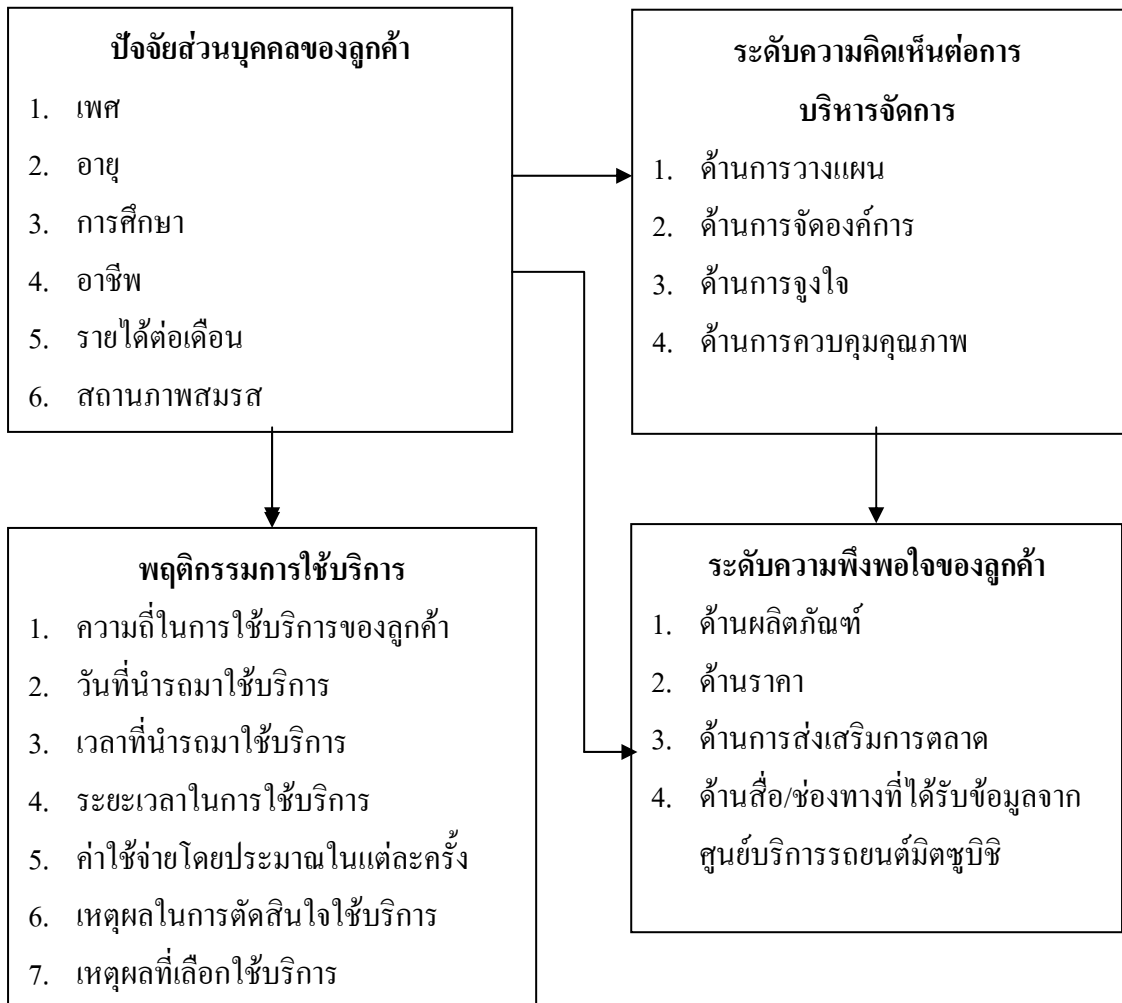 ปัจจัยส่วนบุคคลของลูกค้า
1. เพศ
2. อายุ
3. การศึกษา
4. อาชีพ
5. รายได้ต่อเดือน
6. สถานภาพสมรส
ระดับความคิดเห็นต่อการ
บริหารจัดการ
1. ด้านการวางแผน
2. ด้านการจัดองค์การ
3. ด้านการจูงใจ
4. ด้านการควบคุมคุณภาพ
พฤติกรรมการใช้บริการ
1. ความถี่ในการใช้บริการของลูกค้า
2. วันที่นำรถมาใช้บริการ
3. เวลาที่นำรถมาใช้บริการ
4. ระยะเวลาในการใช้บริการ
5. ค่าใช้จ่ายโดยประมาณในแต่ละครั้ง
6. เหตุผลในการตัดสินใจใช้บริการ
7. เหตุผลที่เลือกใช้บริการ
ระดับความพึงพอใจของลูกค้า
1. ด้านผลิตภัณฑ์
2. ด้านราคา
3. ด้านการส่งเสริมการตลาด
4. ด้านสื่อ/ช่องทางที่ได้รับข้อมูลจาก
ศูนย์บริการรถยนต์มิตซูบิชิ